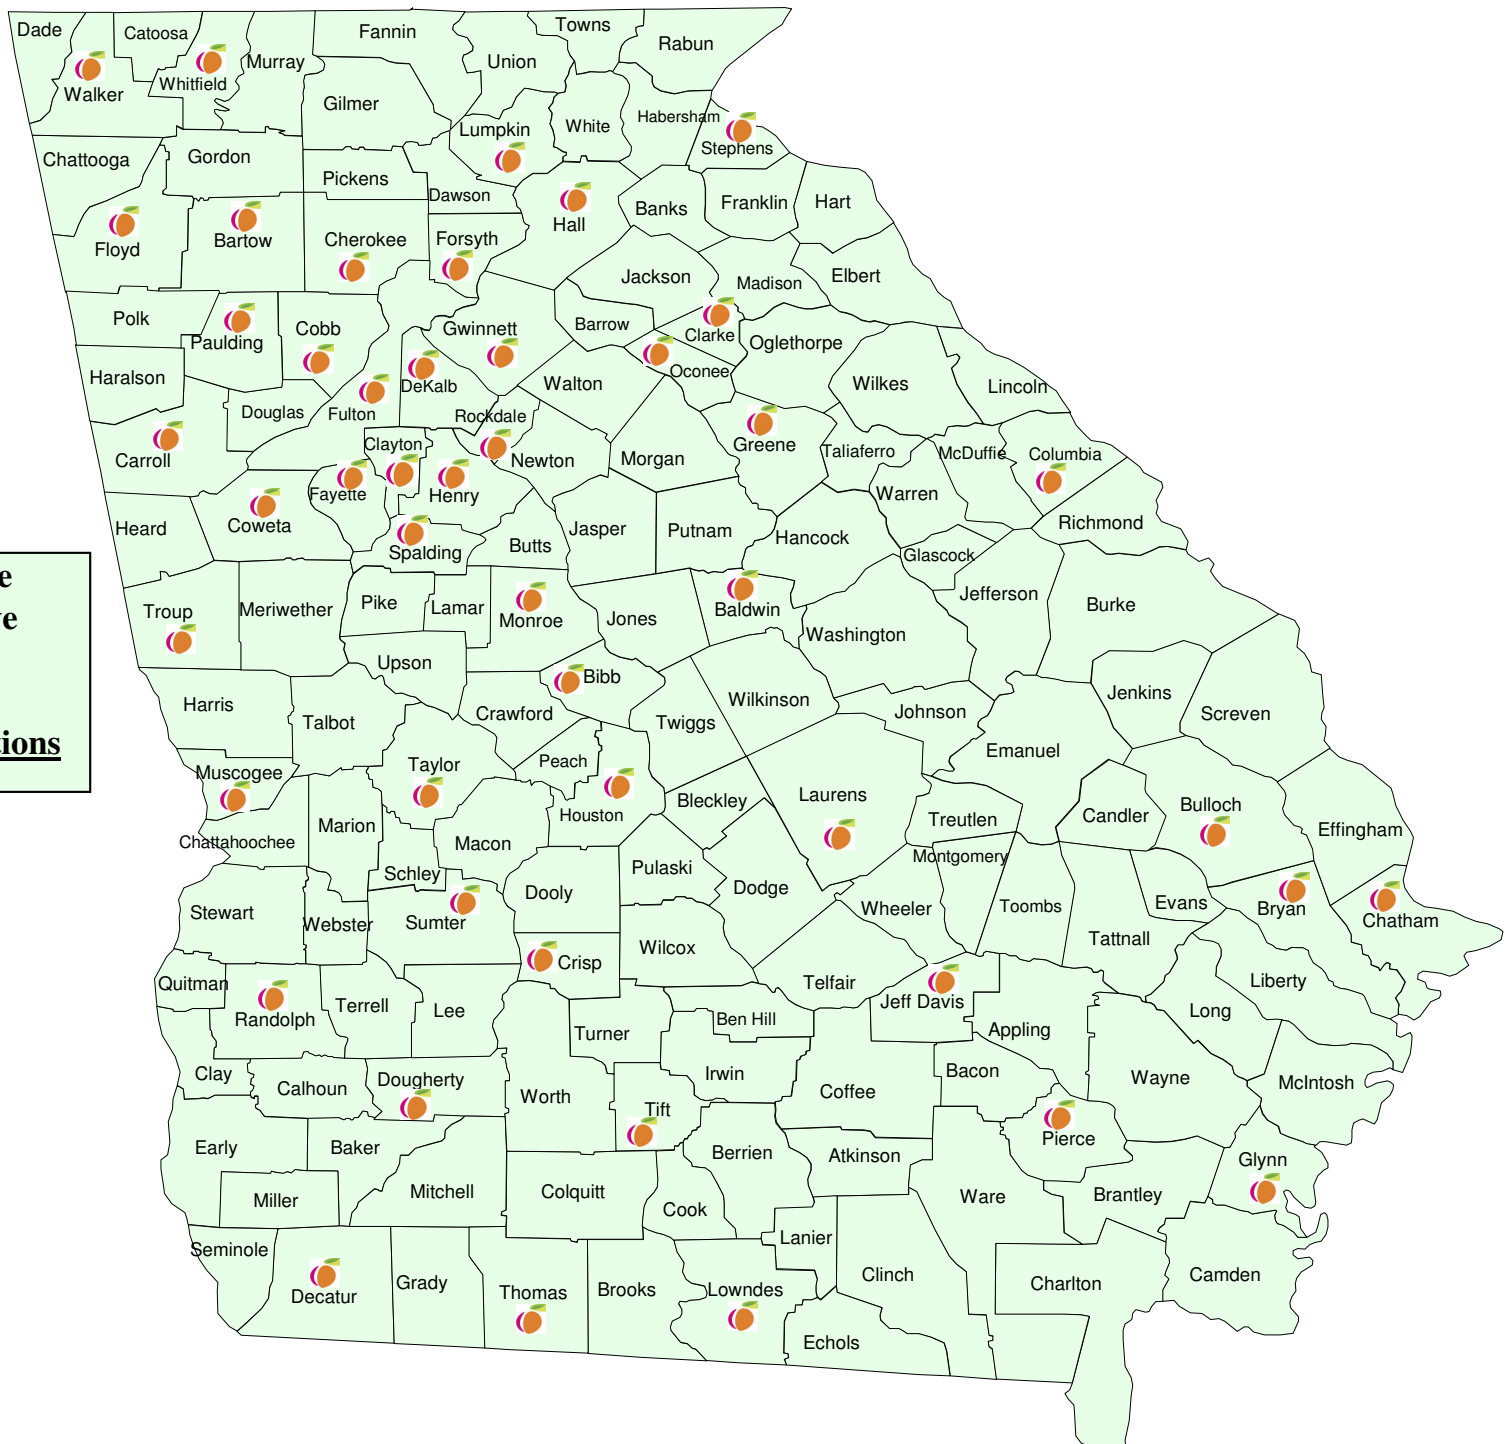 Dade
Catoosa
Fannin
Towns
Rabun
Walker
Whitfield
Murray
Union
Gilmer
Lumpkin
White
Habersham
Stephens
Chattooga
Gordon
Pickens
Dawson
Hall
Banks
Franklin
Hart
Floyd
Bartow
Cherokee
Forsyth
Jackson
Madison
Elbert
Polk
Paulding
Cobb
Gwinnett
Barrow
Clarke
Oglethorpe
Haralson
Douglas
Fulton
DeKalb
Rockdale
Walton
Oconee
Wilkes
Lincoln
Carroll
Clayton
Fayette
Henry
Newton
Morgan
Greene
Taliaferro
McDuffie
Columbia
Heard
Coweta
Spalding
Butts
Jasper
Putnam
Hancock
Warren
Glascock
Richmond
Troup
Meriwether
Pike
Lamar
Monroe
Jones
Baldwin
Washington
Jefferson
Burke
Upson
Bibb
Wilkinson
Harris
Talbot
Crawford
Twiggs
Johnson
Jenkins
Screven
Emanuel
tions
Muscogee
Taylor
Peach
Houston
Bleckley
Laurens
Treutlen
Candler
Bulloch
Effingham
Chattahoochee
Marion
Macon
Schley
Pulaski
Dodge
Montgomery
Stewart
Webster
Sumter
Dooly
Wilcox
Wheeler
Toombs
Tattnall
Evans
Bryan
Chatham
Quitman
Randolph
Terrell
Lee
Crisp
Turner
Ben Hill
Telfair
Jeff Davis
Appling
Long
Liberty
Clay
Calhoun
Dougherty
Worth
Tift
Irwin
Coffee
Bacon
Pierce
Wayne
McIntosh
Early
Baker
Miller
Mitchell
Colquitt
Berrien
Cook
Atkinson
Ware
Brantley
Glynn
Seminole
Decatur
Grady
Thomas
Brooks
Lowndes
Lanier
Echols
Clinch
Charlton
Camden